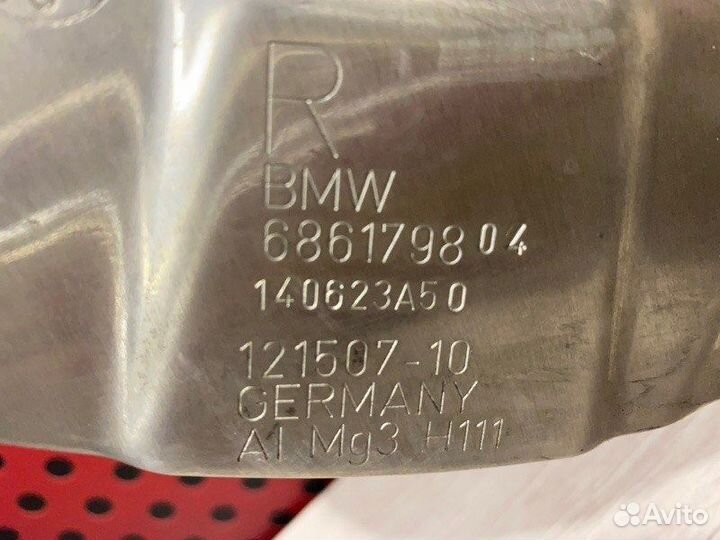 R
BMW
6861798 04
140623A50
121507-10
GERMANY
Al Mg3 H111
Avito